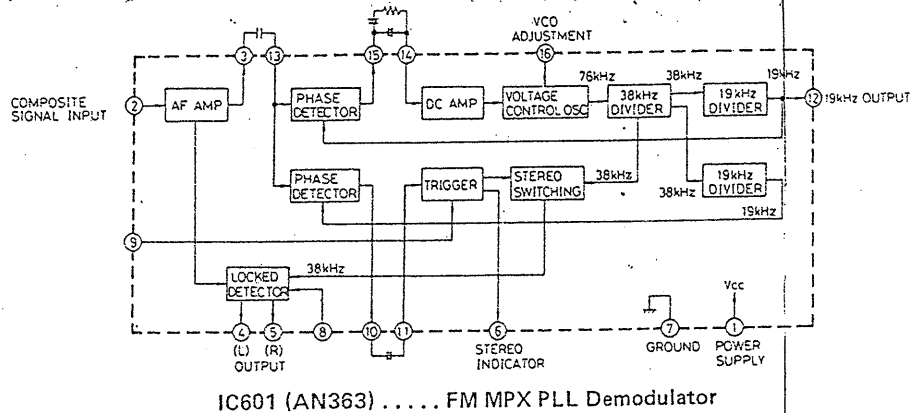 VCO
ADJUSTMENT
3
13
15
14
16
76kHz
38kHz
19kHz
COMPOSITE
SIGNAL INPUT
2
AF AMP
PHASE
DETECTOR
DC AMP
VOLTAGE
CONTROL OSC
38kHz
DIVIDER
19kHz
DIVIDER
12
19kHz OUTPUT
PHASE
DETECTOR
TRIGGER
STEREO
SWITCHING
38kHz
38kHz
19kHz
DIVIDER
19kHz
9
38kHz
LOCKED
DETECTOR
Vcc
4
5
8
10
11
6
7
1
(L)
(R)
OUTPUT
STEREO
INDICATOR
GROUND
POWER
SUPPLY
IC601 (AN363) ..... FM MPX PLL Demodulator